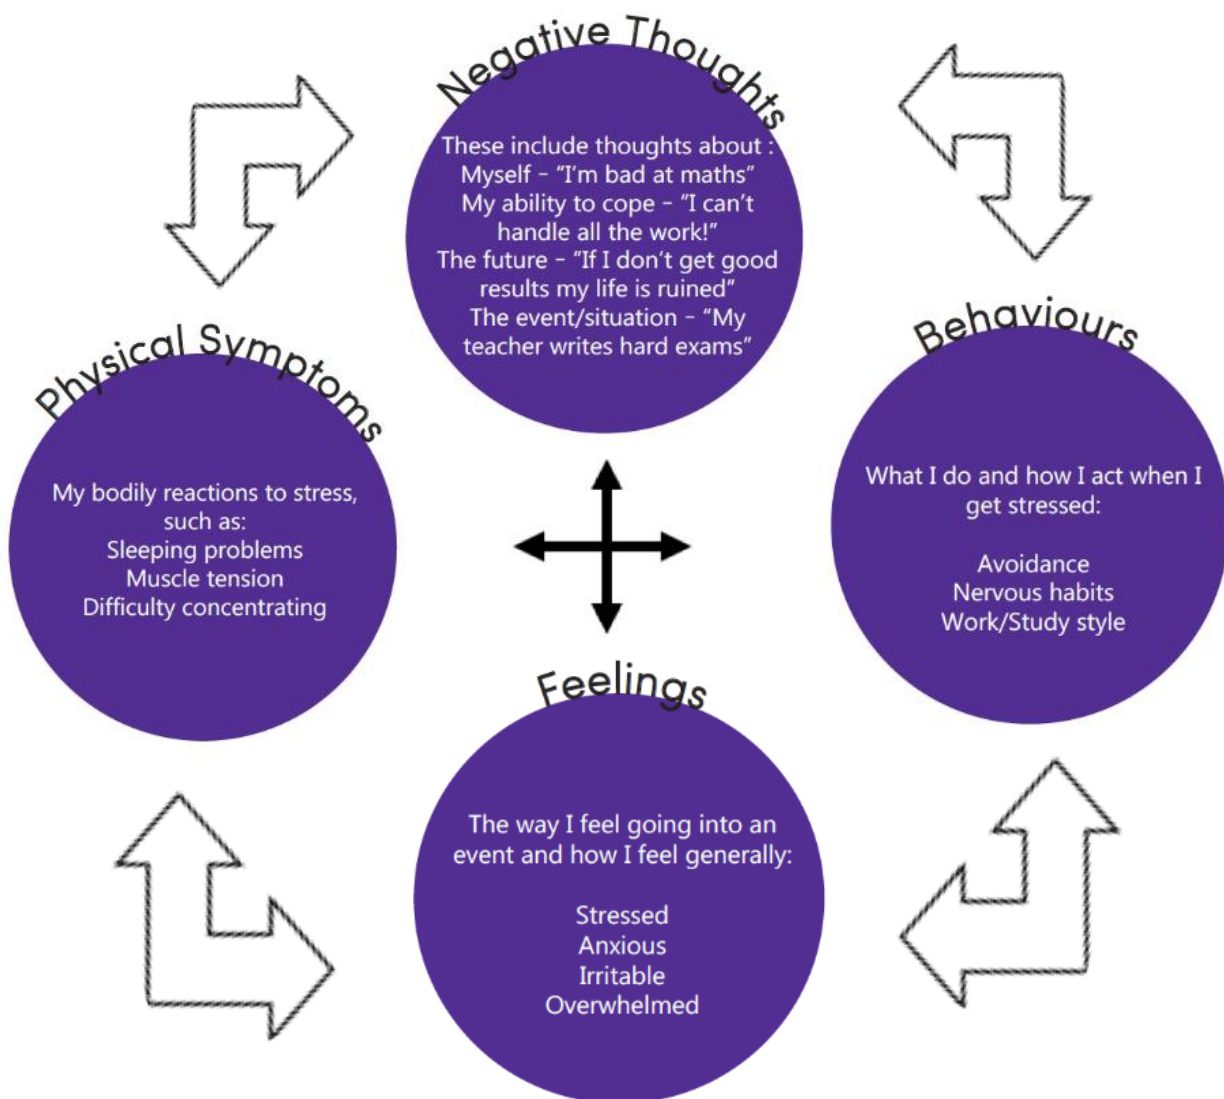 Negative Thoughts
These include thoughts about :
Myself – "I'm bad at maths"
My ability to cope – "I can't
handle all the work!"
The future – "If I don't get good
results my life is ruined"
The event/situation – "My
teacher writes hard exams"
Physical Symptoms
My bodily reactions to stress,
such as:
Sleeping problems
Muscle tension
Difficulty concentrating
Behaviours
What I do and how I act when I
get stressed:
Avoidance
Nervous habits
Work/Study style
Feelings
The way I feel going into an
event and how I feel generally:
Stressed
Anxious
Irritable
Overwhelmed